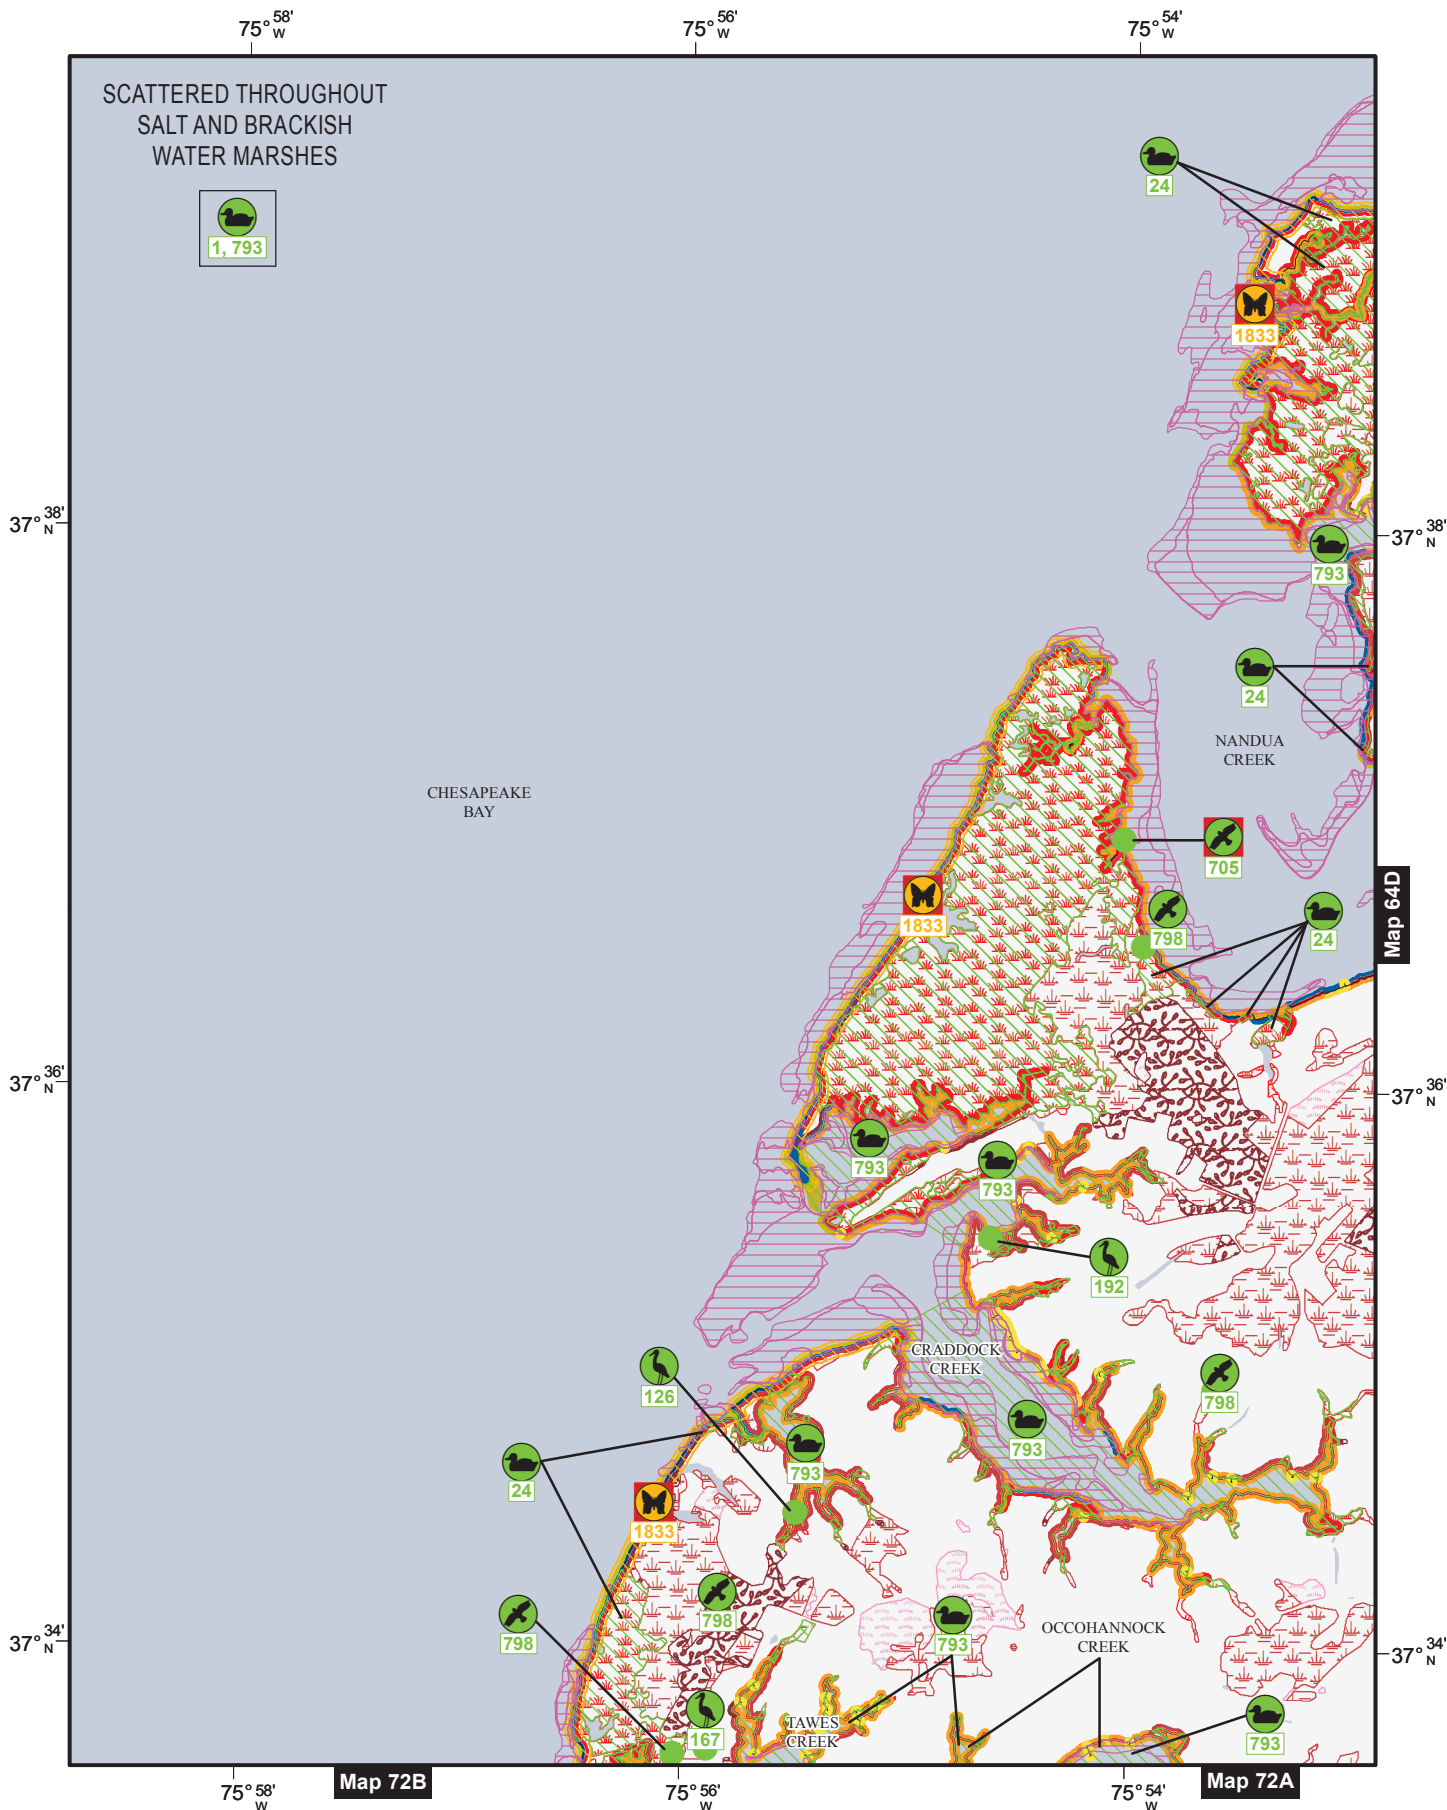 75° 58' W
75° 56' W
75° 54' W
SCATTERED THROUGHOUT
SALT AND BRACKISH
WATER MARSHES
1, 793
24
1833
37° 38' N
37° 38' N
793
24
NANDUA
CREEK
CHESAPEAKE
BAY
705
Map 64D
1833
798
24
37° 36' N
37° 36' N
793
793
192
CRADDOCK
CREEK
126
798
793
793
24
1833
798
798
793
OCCOHANNOCK
CREEK
37° 34' N
37° 34' N
167
TAWES
CREEK
793
Map 72B
Map 72A
75° 58' W
75° 56' W
75° 54' W